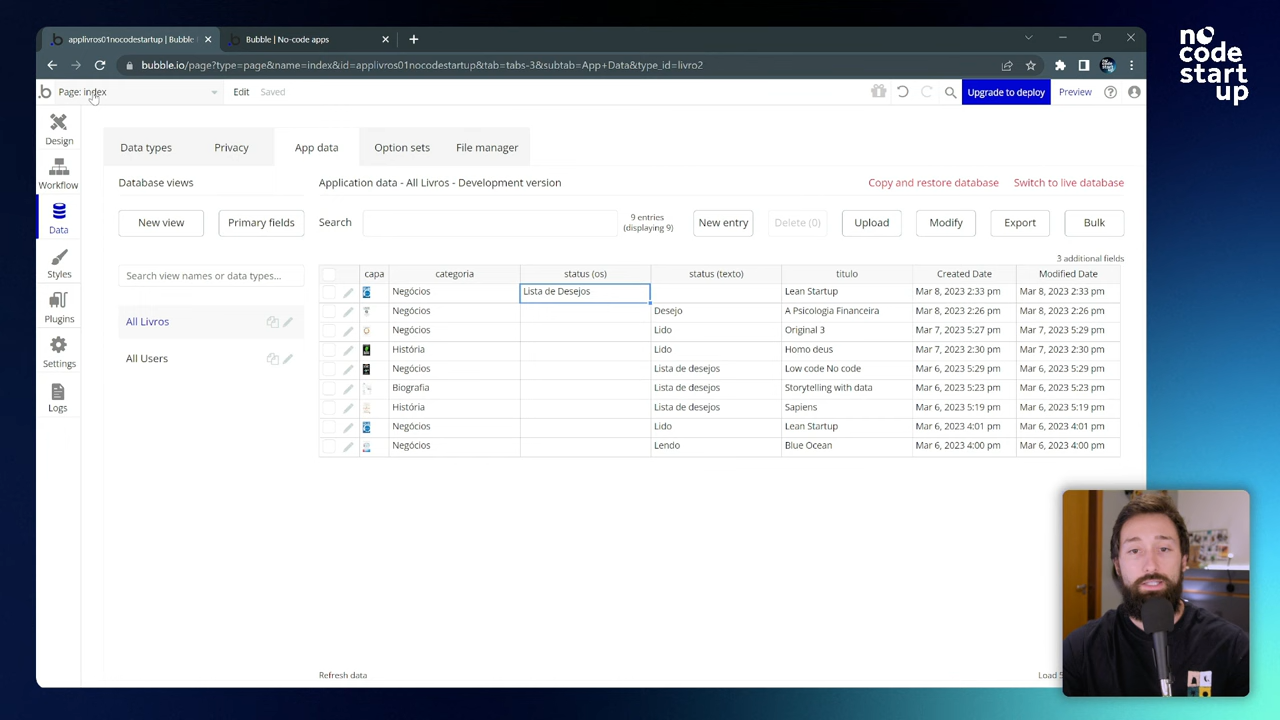 applivros01nocodestartup | Bubble
Bubble | No-code apps
no
code
start
up
bubble.io/page?type=page&name=index&id=applivros01nocodestartup&tab=tabs-3&subtab=App+Data&type_id=livro2
Page: index
Edit
Saved
Upgrade to deploy
Preview
Design
Workflow
Data
Styles
Plugins
Settings
Logs
Data types
Privacy
App data
Option sets
File manager
Database views
Application data - All Livros - Development version
Copy and restore database
Switch to live database
New view
Primary fields
Search
9 entries
(displaying 9)
New entry
Delete (0)
Upload
Modify
Export
Bulk
3 additional fields
Search view names or data types...
All Livros
All Users
capa categoria status (os) status (texto) titulo Created Date Modified Date
Negócios Lista de Desejos Lean Startup Mar 8, 2023 2:33 pm Mar 8, 2023 2:33 pm
Negócios Desejo A Psicologia Financeira Mar 8, 2023 2:26 pm Mar 8, 2023 2:26 pm
Negócios Lido Original 3 Mar 7, 2023 5:27 pm Mar 7, 2023 5:29 pm
História Lido Homo deus Mar 7, 2023 2:30 pm Mar 7, 2023 2:30 pm
Negócios Lista de desejos Low code No code Mar 6, 2023 5:29 pm Mar 6, 2023 5:29 pm
Biografia Lista de desejos Storytelling with data Mar 6, 2023 5:23 pm Mar 6, 2023 5:23 pm
História Lista de desejos Sapiens Mar 6, 2023 5:19 pm Mar 6, 2023 5:19 pm
Negócios Lido Lean Startup Mar 6, 2023 4:01 pm Mar 6, 2023 4:01 pm
Negócios Lendo Blue Ocean Mar 6, 2023 4:00 pm Mar 6, 2023 4:00 pm
Refresh data
Load